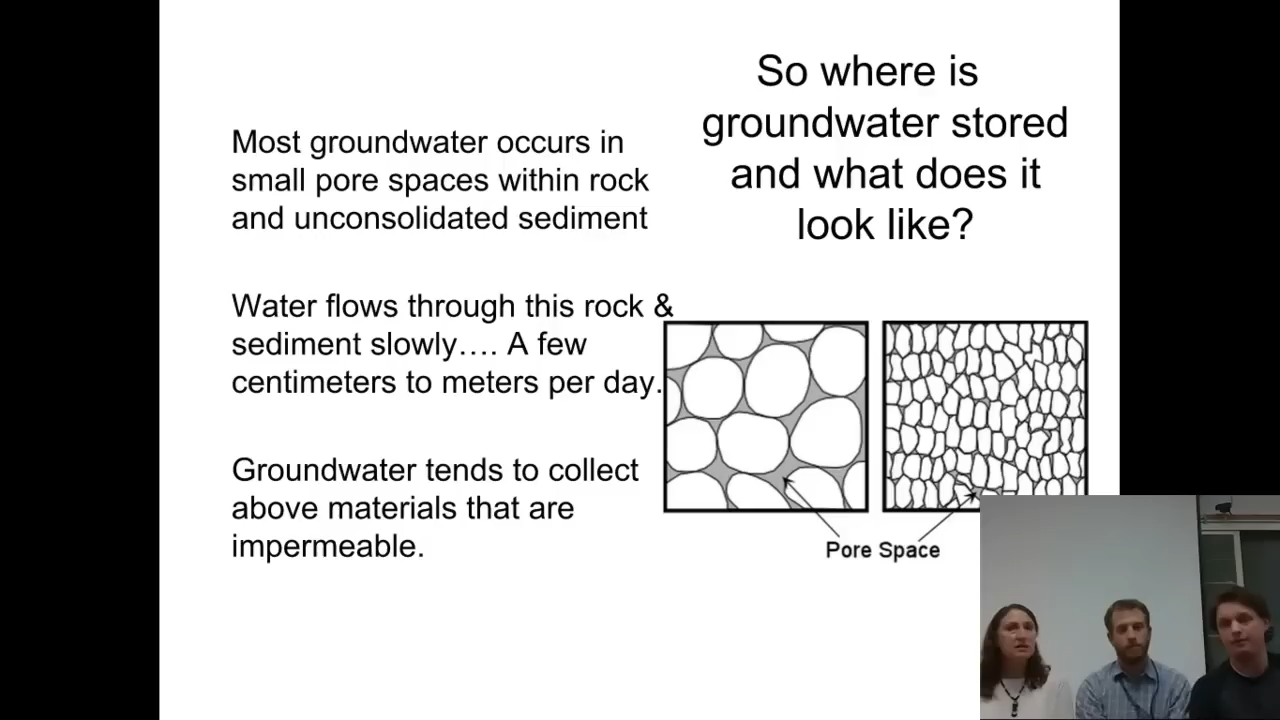 So where is
groundwater stored
and what does it
look like?
Most groundwater occurs in
small pore spaces within rock
and unconsolidated sediment
Water flows through this rock &
sediment slowly…. A few
centimeters to meters per day.
Groundwater tends to collect
above materials that are
impermeable.
Pore Space